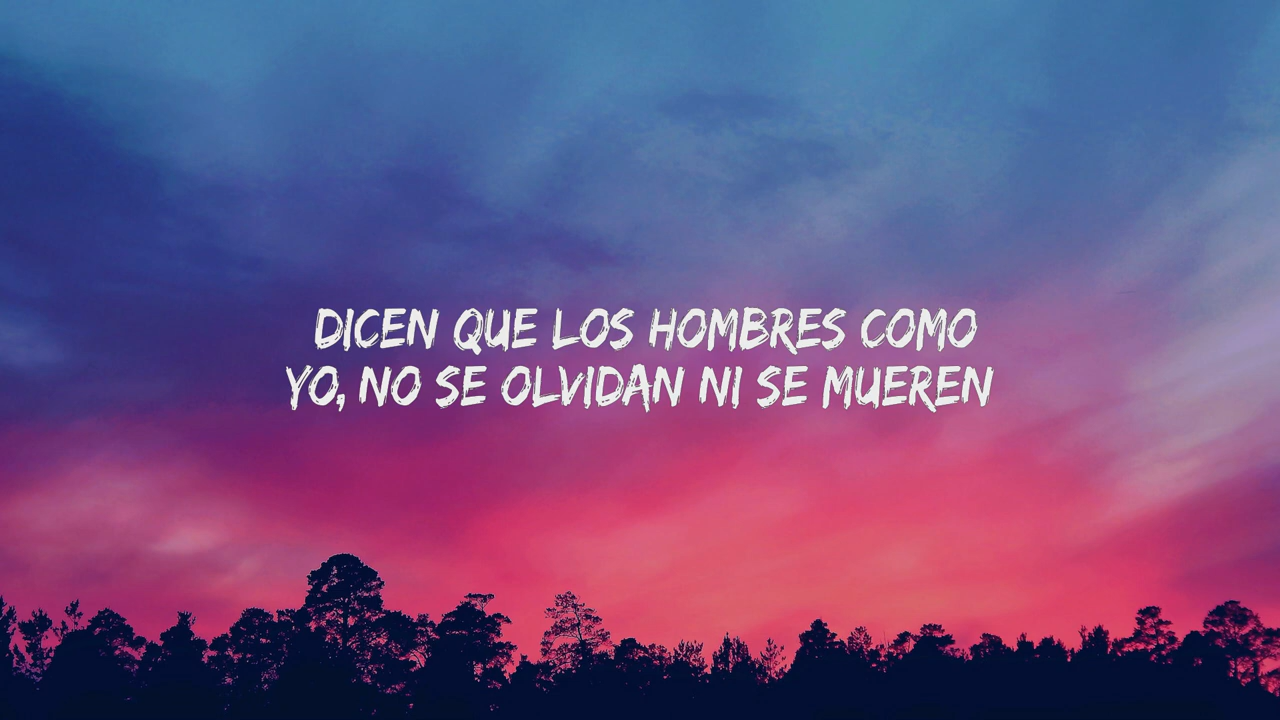 DICEN QUE LOS HOMBRES COMO
YO, NO SE OLVIDAN NI SE MUEREN